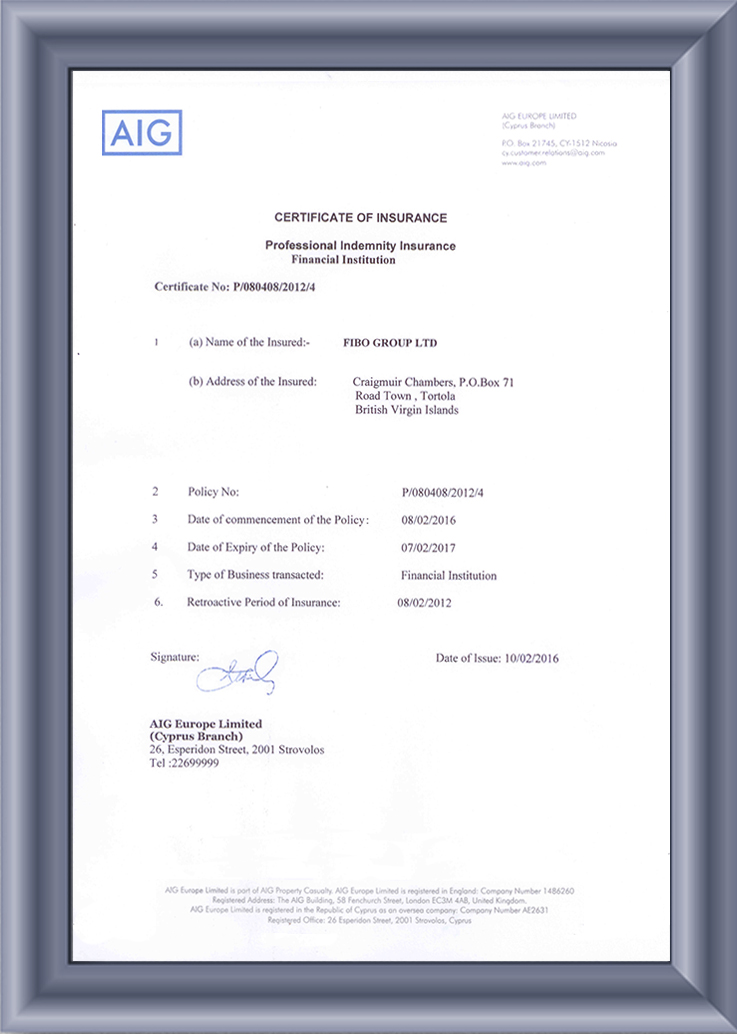 AIG
AIG EUROPE LIMITED
(Cyprus Branch)
P.O. Box 21745, CY-1512 Nicosia
cy.customer.relations@aig.com
www.aig.com
CERTIFICATE OF INSURANCE
Professional Indemnity Insurance
Financial Institution
Certificate No: P/080408/2012/4
1 (a) Name of the Insured:- FIBO GROUP LTD
(b) Address of the Insured: Craigmuir Chambers, P.O.Box 71
Road Town , Tortola
British Virgin Islands
2 Policy No: P/080408/2012/4
3 Date of commencement of the Policy: 08/02/2016
4 Date of Expiry of the Policy: 07/02/2017
5 Type of Business transacted: Financial Institution
6. Retroactive Period of Insurance: 08/02/2012
Signature: Date of Issue: 10/02/2016
AIG Europe Limited
(Cyprus Branch)
26, Esperidon Street, 2001 Strovolos
Tel :22699999
AIG Europe Limited is part of AIG Property Casualty. AIG Europe Limited is registered in England: Company Number 1486260
Registered Address: The AIG Building, 58 Fenchurch Street, London EC3M 4AB, United Kingdom.
AIG Europe Limited is registered in the Republic of Cyprus as an oversea company: Company Number AE2631
Registered Office: 26 Esperidon Street, 2001 Strovolos, Cyprus